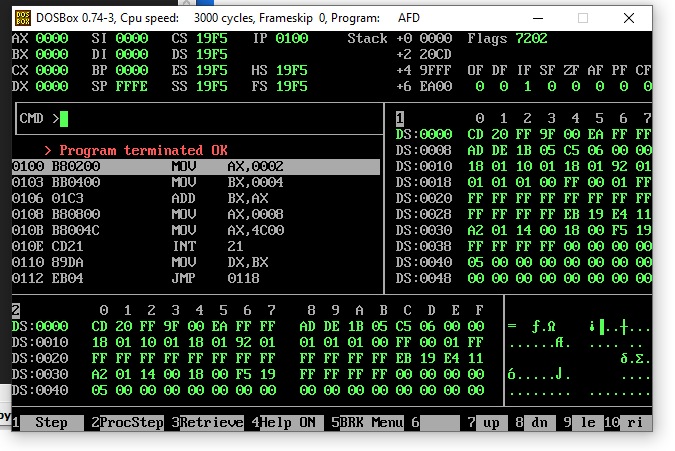 DOSBox 0.74-3, Cpu speed: 3000 cycles, Frameskip 0, Program: AFD
AX 0000 SI 0000 CS 19F5 IP 0100 Stack +0 0000 Flags 7202
BX 0000 DI 0000 DS 19F5 +2 20CD
CX 0000 BP 0000 ES 19F5 HS 19F5 +4 9FFF OF DF IF SF ZF AF PF CF
DX 0000 SP FFFE SS 19F5 FS 19F5 +6 EA00 0 0 1 0 0 0 0 0
CMD >
> Program terminated OK
0100 B80200 MOV AX,0002
0103 BB0400 MOV BX,0004
0106 01C3 ADD BX,AX
0108 B80800 MOV AX,0008
010B B8004C MOV AX,4C00
010E CD21 INT 21
0110 89DA MOV DX,BX
0112 EB04 JMP 0118
1 0 1 2 3 4 5 6 7
DS:0000 CD 20 FF 9F 00 EA FF FF
DS:0008 AD DE 1B 05 C5 06 00 00
DS:0010 18 01 10 01 18 01 92 01
DS:0018 01 01 01 00 FF 00 01 FF
DS:0020 FF FF FF FF FF FF FF FF
DS:0028 FF FF FF FF EB 19 E4 11
DS:0030 A2 01 14 00 18 00 F5 19
DS:0038 FF FF FF FF 00 00 00 00
DS:0040 05 00 00 00 00 00 00 00
DS:0048 00 00 00 00 00 00 00 00
2 0 1 2 3 4 5 6 7 8 9 A B C D E F
DS:0000 CD 20 FF 9F 00 EA FF FF AD DE 1B 05 C5 06 00 00 = ƒ.Ω ¡▐..┼...
DS:0010 18 01 10 01 18 01 92 01 01 01 01 00 FF 00 01 FF ......Æ. .... ..
DS:0020 FF FF FF FF FF FF FF FF FF FF FF FF EB 19 E4 11 δ.Σ.
DS:0030 A2 01 14 00 18 00 F5 19 FF FF FF FF 00 00 00 00 ó.....⌡. ....
DS:0040 05 00 00 00 00 00 00 00 00 00 00 00 00 00 00 00 ................
1 Step 2ProcStep 3Retrieve 4Help ON 5BRK Menu 6 7 up 8 dn 9 le 10 ri